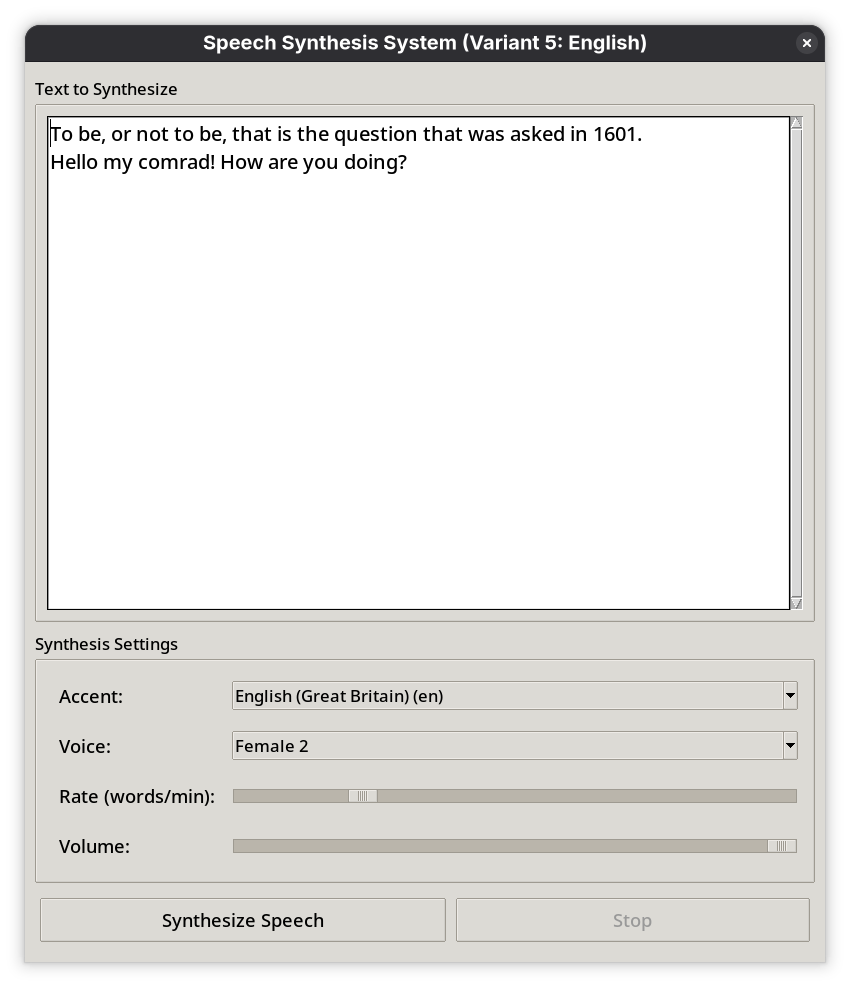 Speech Synthesis System (Variant 5: English)
Text to Synthesize
To be, or not to be, that is the question that was asked in 1601.
Hello my comrad! How are you doing?
Synthesis Settings
Accent: English (Great Britain) (en)
Voice: Female 2
Rate (words/min):
Volume:
Synthesize Speech Stop